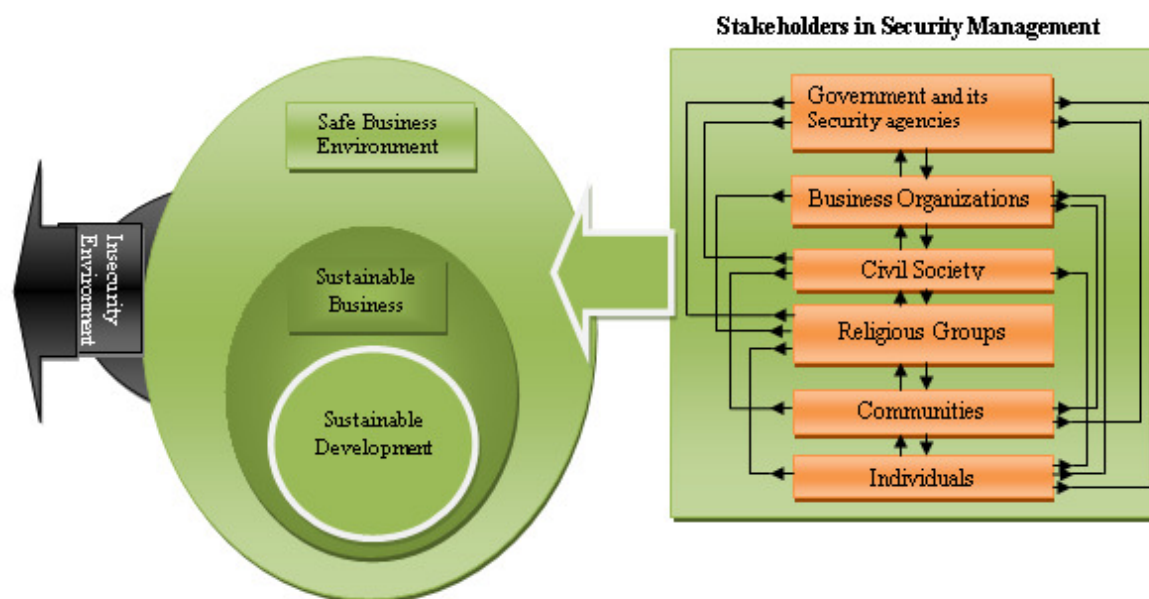 Stakeholders in Security Management
Safe Business
Environment
Sustainable
Business
Sustainable
Development
Insecurity
Environment
Government and its
Security agencies
Business Organizations
Civil Society
Religious Groups
Communities
Individuals